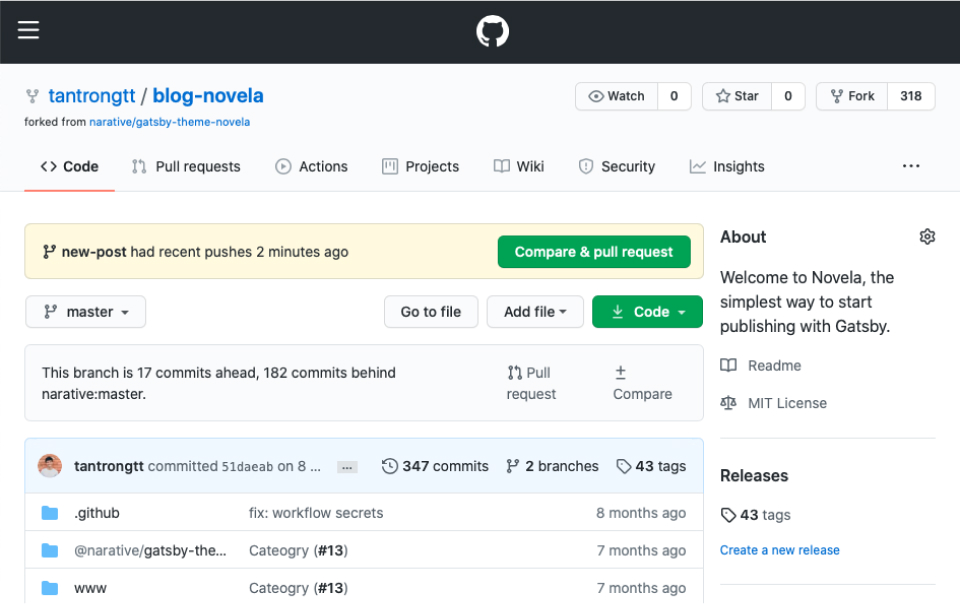 tantrongtt / blog-novela
Watch 0 Star 0 Fork 318
forked from narative/gatsby-theme-novela
Code Pull requests Actions Projects Wiki Security Insights ...
new-post had recent pushes 2 minutes ago Compare & pull request
master Go to file Add file Code
This branch is 17 commits ahead, 182 commits behind
narative:master.
Pull
request
Compare
tantrongtt committed 51daeab on 8 ... ... 347 commits 2 branches 43 tags
.github fix: workflow secrets 8 months ago
@narative/gatsby-the... Cateogry (#13) 7 months ago
www Cateogry (#13) 7 months ago
About
Welcome to Novela, the
simplest way to start
publishing with Gatsby.
Readme
MIT License
Releases
43 tags
Create a new release